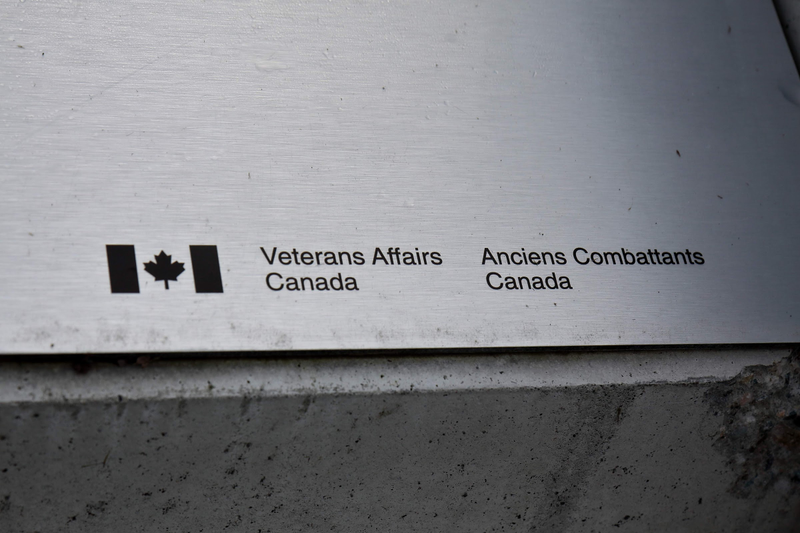 Veterans Affairs
Canada
Anciens Combattants
Canada